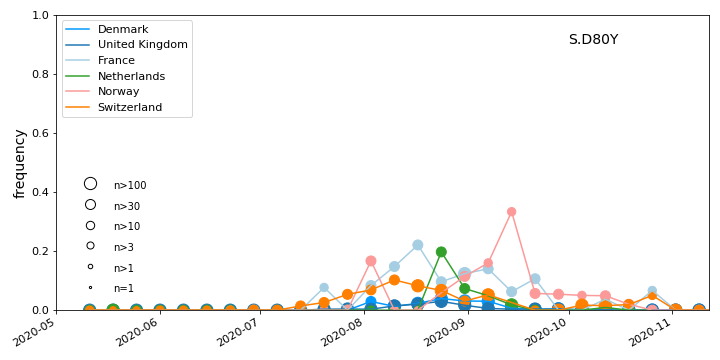 S.D80Y
Denmark
United Kingdom
France
Netherlands
Norway
Switzerland
n>100
n>30
n>10
n>3
n>1
n=1
frequency
1.0
0.8
0.6
0.4
0.2
0.0
2020-05
2020-06
2020-07
2020-08
2020-09
2020-10
2020-11